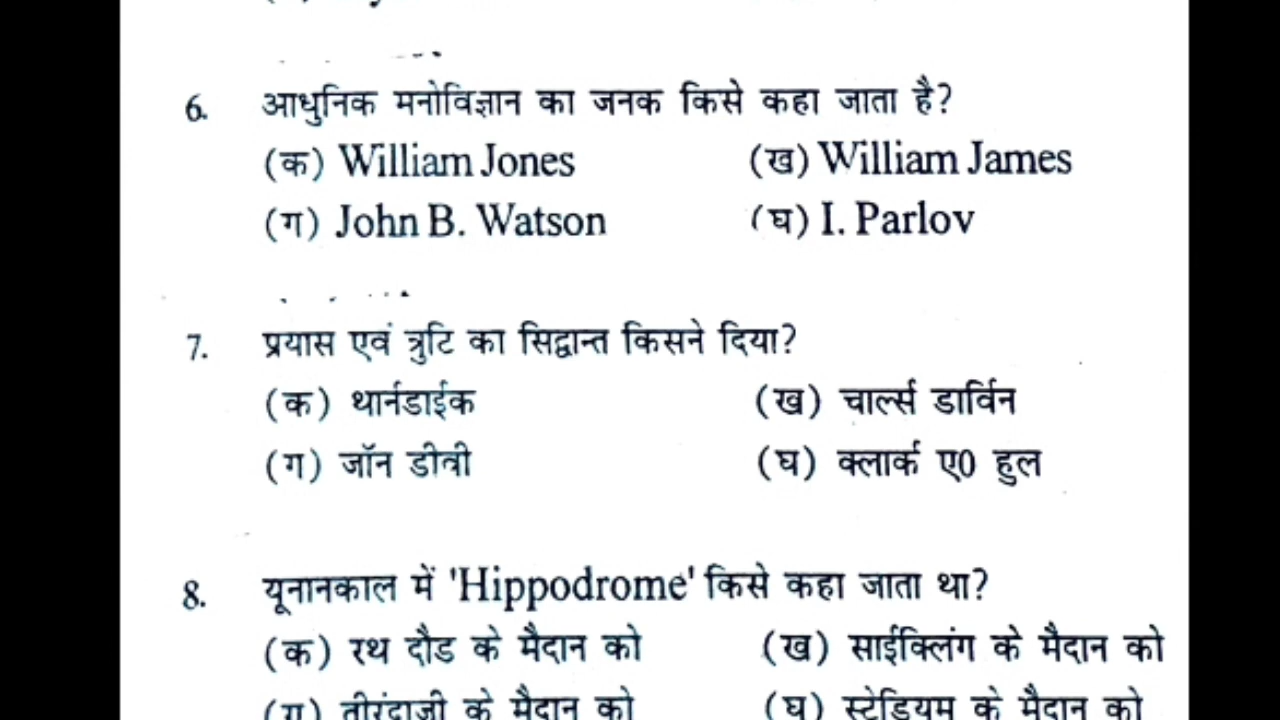 6. आधुनिक मनोविज्ञान का जनक किसे कहा जाता है?
(क) William Jones (ख) William James
(ग) John B. Watson (घ) I. Parlov
7. प्रयास एवं त्रुटि का सिद्वान्त किसने दिया?
(क) थार्नडाईक (ख) चार्ल्स डार्विन
(ग) जॉन डीवी (घ) क्लार्क ए0 हुल
8. यूनानकाल में 'Hippodrome' किसे कहा जाता था?
(क) रथ दौड के मैदान को (ख) साईक्लिंग के मैदान को
(ग) तीरंदाजी के मैदान को (घ) स्टेडियम के मैदान को